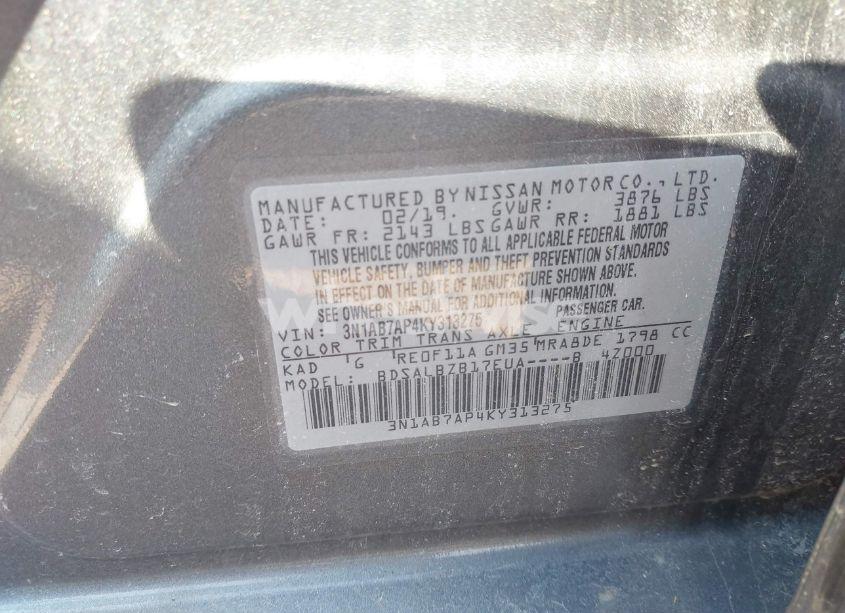 MANUFACTURED BY NISSAN MOTOR CO., LTD.
DATE: 02/19. GVWR: 3876 LBS
GAWR FR: 2143 LBS GAWR RR: 1881 LBS
THIS VEHICLE CONFORMS TO ALL APPLICABLE FEDERAL MOTOR
VEHICLE SAFETY, BUMPER AND THEFT PREVENTION STANDARDS
IN EFFECT ON THE DATE OF MANUFACTURE SHOWN ABOVE.
SEE OWNER'S MANUAL FOR ADDITIONAL INFORMATION
VIN: 3N1AB7AP4KY313275 PASSENGER CAR.
COLOR TRIM TRANS AXLE ENGINE
KAD G RE0F11A GM35 MRA8DE 1798 CC
MODEL: BDSALBZB17EUA----B 4Z000
3N1AB7AP4KY313275